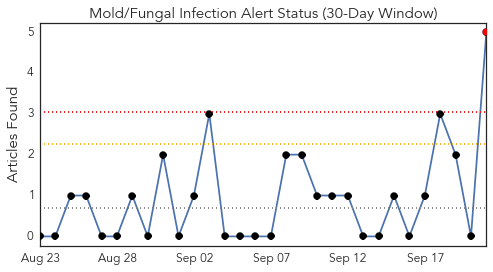 Mold/Fungal Infection Alert Status (30-Day Window)
Articles Found
5
4
3
2
1
0
Aug 23 Aug 28 Sep 02 Sep 07 Sep 12 Sep 17